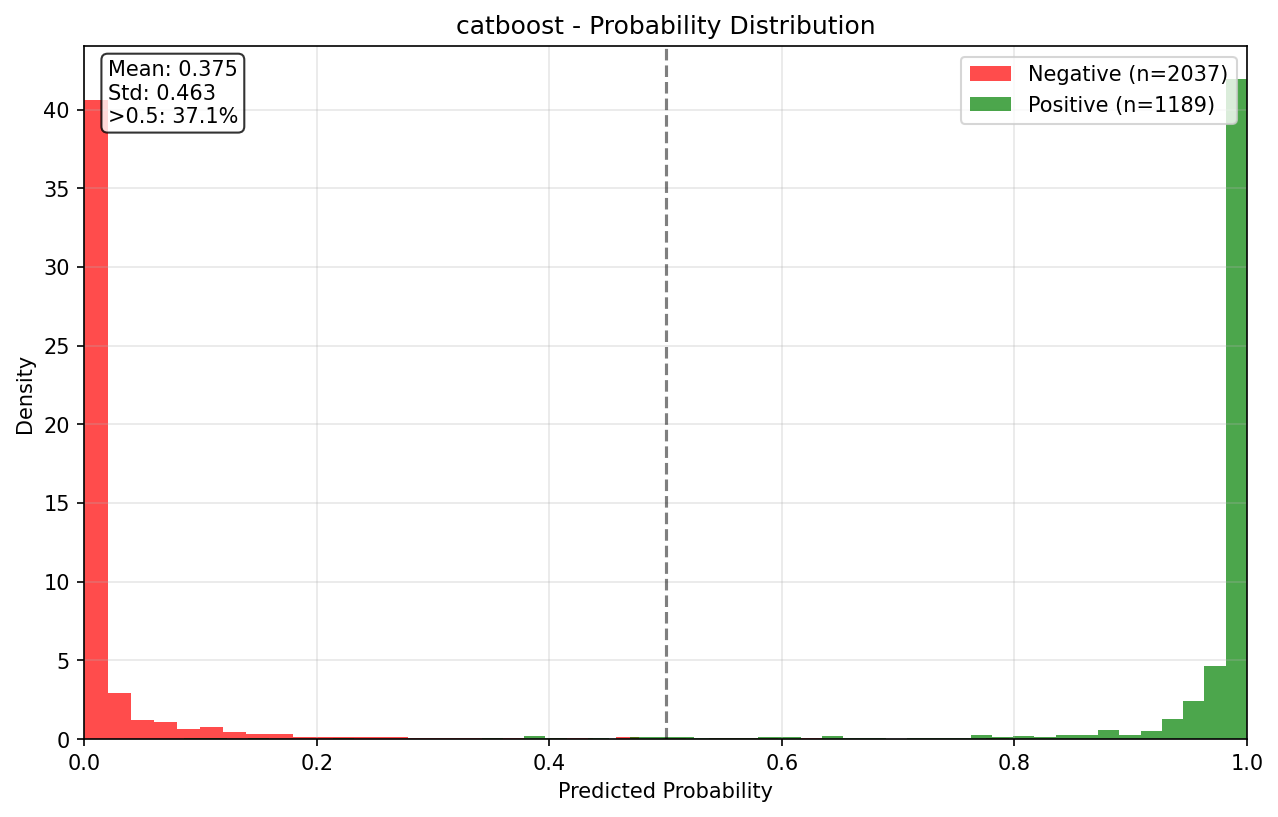 catboost - Probability Distribution
Mean: 0.375
Std: 0.463
>0.5: 37.1%
Negative (n=2037)
Positive (n=1189)
Density
40
35
30
25
20
15
10
5
0
0.0 0.2 0.4 0.6 0.8 1.0
Predicted Probability